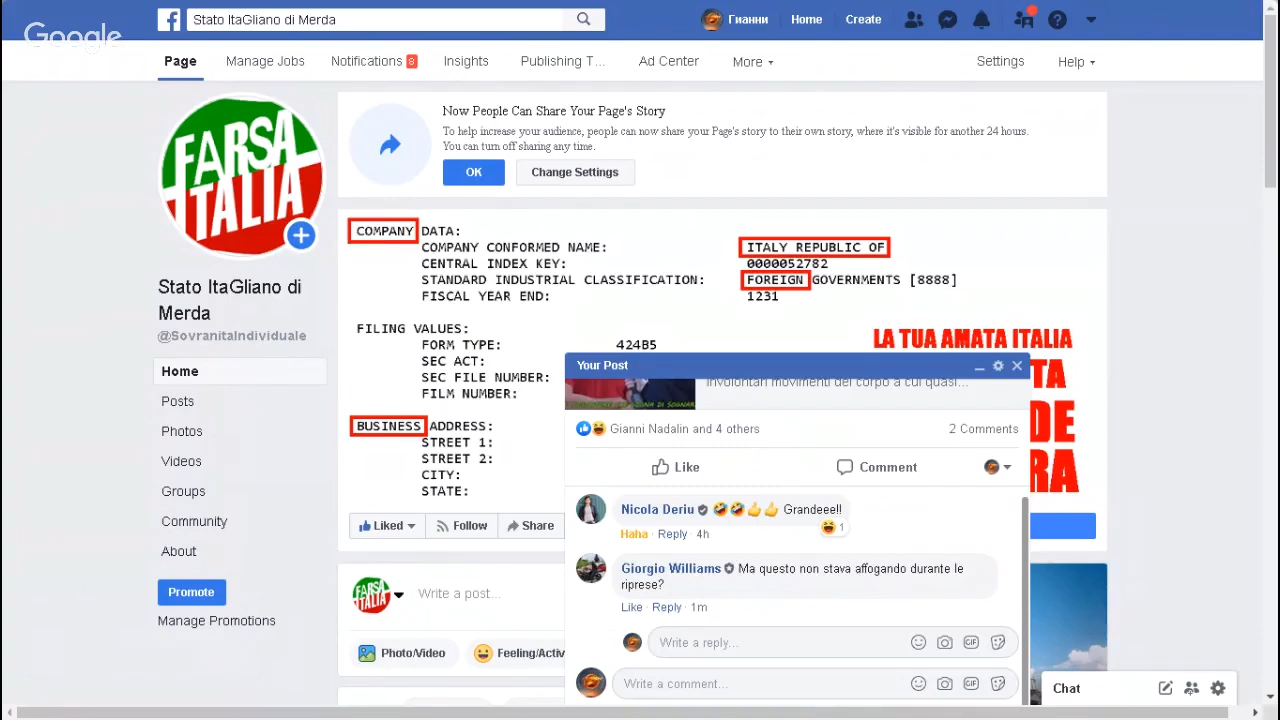 Google
Stato ItaGliano di Merda
Гианни Home Create
Page Manage Jobs Notifications 8 Insights Publishing T... Ad Center More Settings Help
FARSA
ITALIA
Now People Can Share Your Page's Story
To help increase your audience, people can now share your Page's story to their own story, where it's visible for another 24 hours.
You can turn off sharing any time.
OK Change Settings
COMPANY DATA:
COMPANY CONFORMED NAME: ITALY REPUBLIC OF
CENTRAL INDEX KEY: 0000052782
STANDARD INDUSTRIAL CLASSIFICATION: FOREIGN GOVERNMENTS [8888]
FISCAL YEAR END: 1231
FILING VALUES:
FORM TYPE: 424B5
SEC ACT:
SEC FILE NUMBER:
FILM NUMBER:
BUSINESS ADDRESS:
STREET 1:
STREET 2:
CITY:
STATE:
LA TUA AMATA ITALIA
TA
DE
RA
Stato ItaGliano di
Merda
@SovranitaIndividuale
Home
Posts
Photos
Videos
Groups
Community
About
Promote
Manage Promotions
Liked Follow Share
FARSA
ITALIA
Write a post...
Photo/Video Feeling/Activ
Your Post
involontari movimenti del corpo a cui quasi...
Gianni Nadalin and 4 others 2 Comments
Like Comment
Nicola Deriu 🤣🤣👍👍 Grandeee!!
😆 1
Haha · Reply · 4h
Giorgio Williams Ma questo non stava affogando durante le
riprese?
Like · Reply · 1m
Write a reply...
GIF
Write a comment...
GIF
Chat